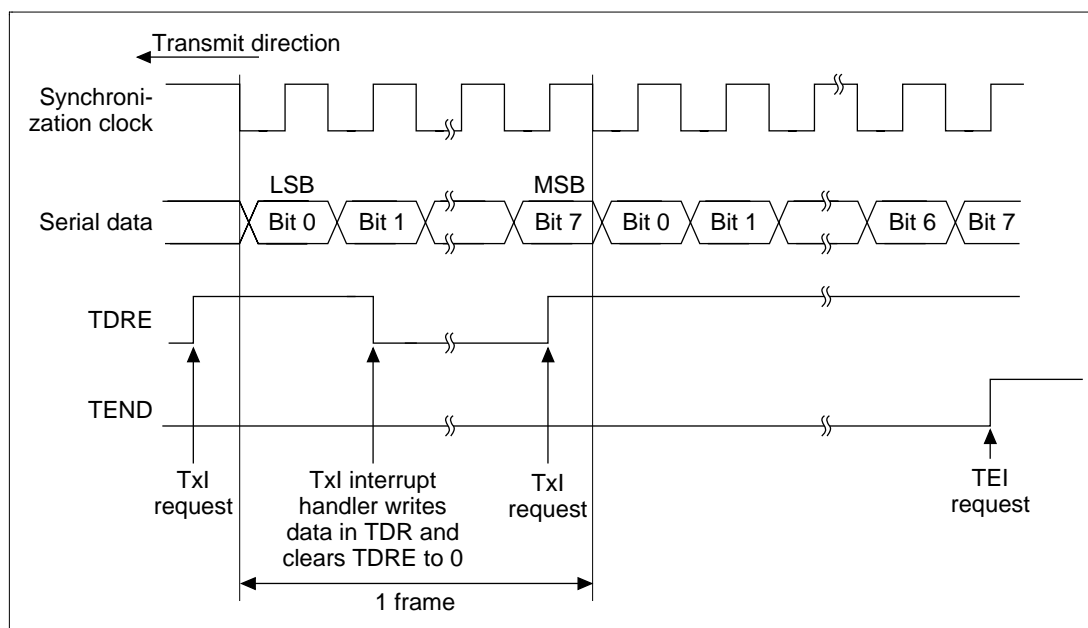 Transmit direction
Synchroni-
zation clock
LSB
MSB
Serial data
Bit 0
Bit 1
Bit 7
Bit 0
Bit 1
Bit 6
Bit 7
TDRE
TEND
TxI
request
TxI interrupt
handler writes
data in TDR and
clears TDRE to 0
TxI
request
TEI
request
1 frame